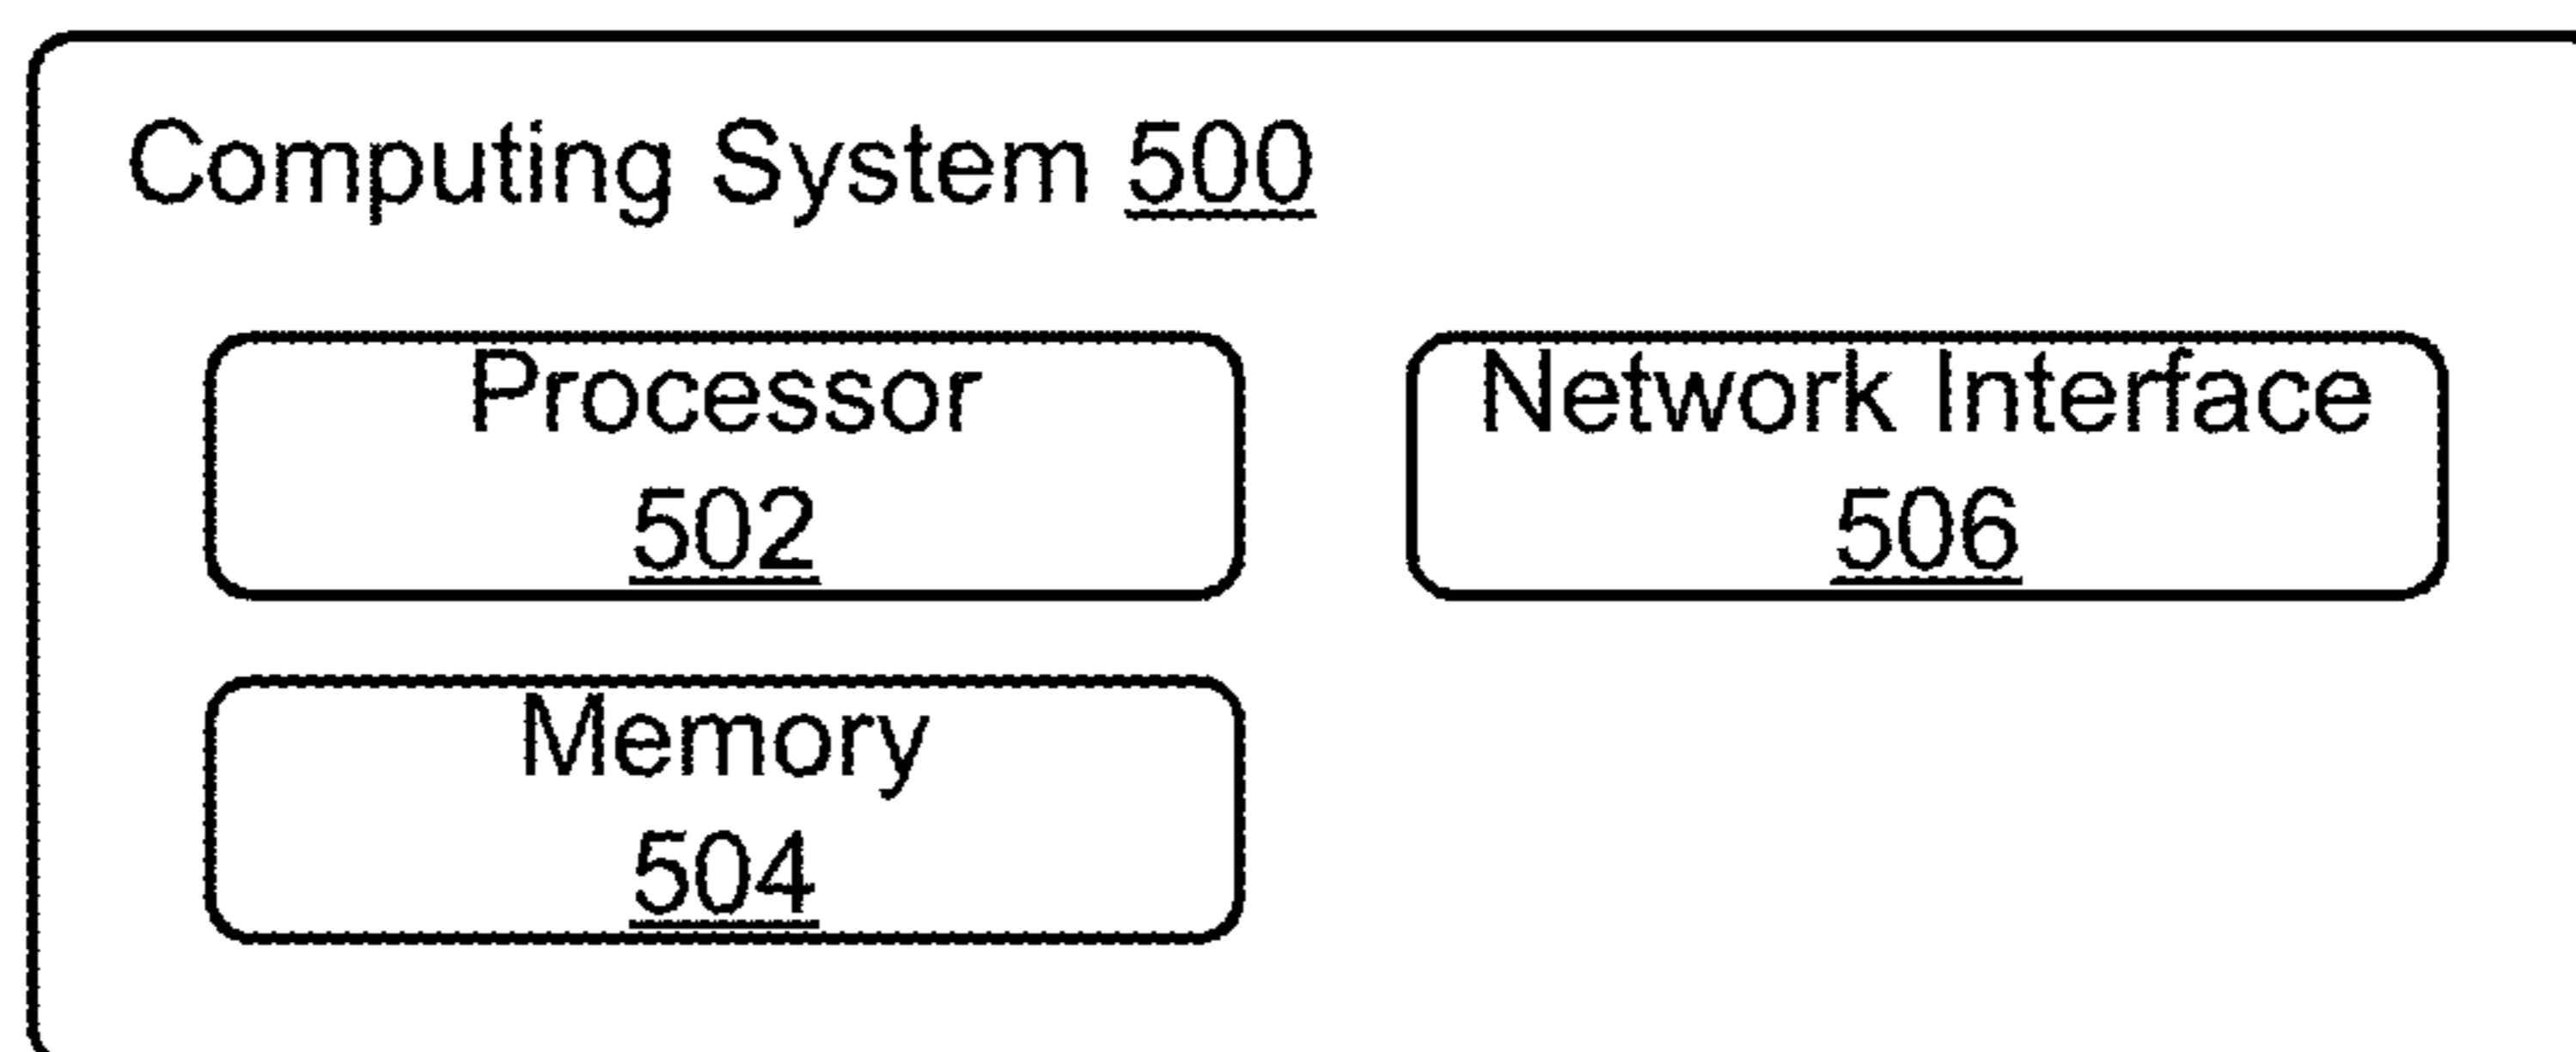 Computing System 500
Processor
502
Network Interface
506
Memory
504